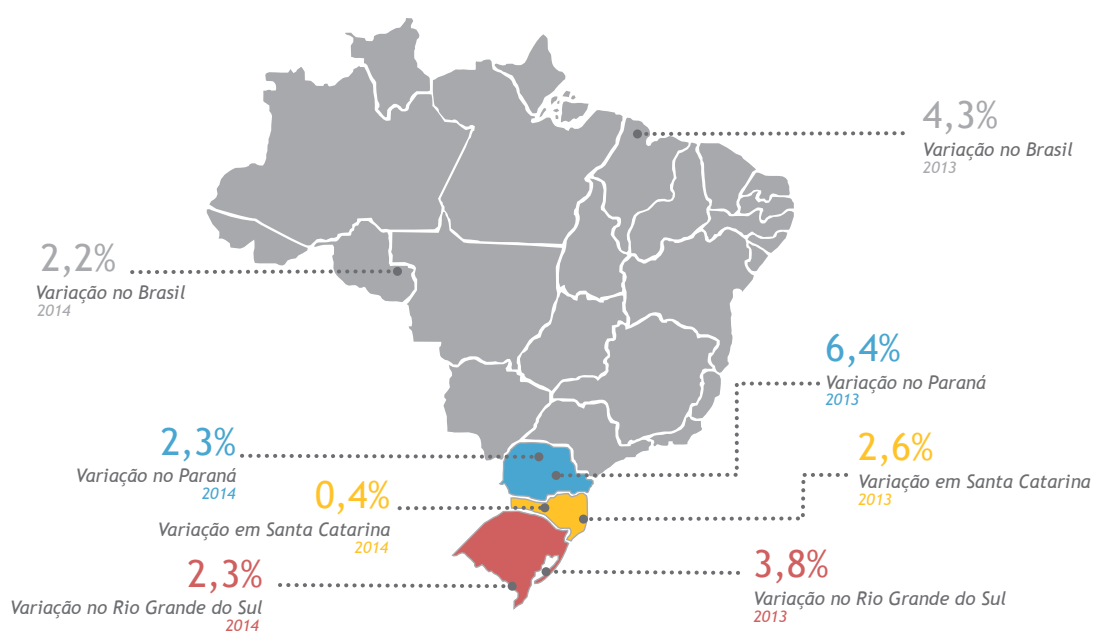 4,3%
Variação no Brasil
2013
2,2%
Variação no Brasil
2014
6,4%
Variação no Paraná
2013
2,3%
Variação no Paraná
2014
2,6%
Variação em Santa Catarina
2013
0,4%
Variação em Santa Catarina
2014
3,8%
Variação no Rio Grande do Sul
2013
2,3%
Variação no Rio Grande do Sul
2014